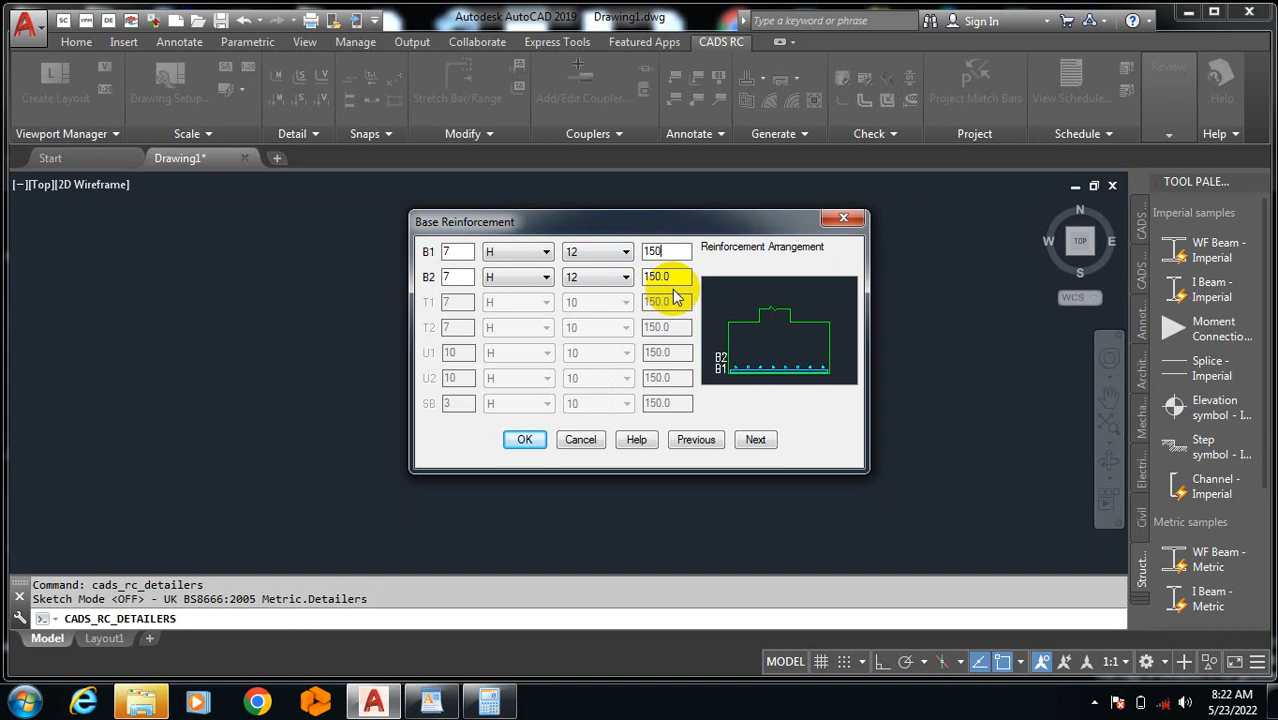 Autodesk AutoCAD 2019 Drawing1.dwg
Type a keyword or phrase
Sign In
Home Insert Annotate Parametric View Manage Output Collaborate Express Tools Featured Apps CADS RC
Create Layout
Drawing Setup...
Stretch Bar/Range
Add/Edit Coupler...
Project Match Bars
View Schedule...
Review
Help
Viewport Manager Scale Detail Snaps Modify Couplers Annotate Generate Check Project Schedule Help
Start Drawing1*
[−][Top][2D Wireframe]
TOOL PALE...
Imperial samples
WF Beam - Imperial
I Beam - Imperial
Moment Connectio...
Splice - Imperial
Elevation symbol - I...
Step symbol - I...
Channel - Imperial
Metric samples
WF Beam - Metric
I Beam - Metric
CADS ...
Annot...
Mecha...
Electri...
Civil
Struct...
N
W TOP E
S
WCS
Base Reinforcement
B1 7 H 12 150
B2 7 H 12 150.0
T1 7 H 10 150.0
T2 7 H 10 150.0
U1 10 H 10 150.0
U2 10 H 10 150.0
SB 3 H 10 150.0
Reinforcement Arrangement
B2
B1
OK Cancel Help Previous Next
Command: cads_rc_detailers
Sketch Mode <OFF> - UK BS8666:2005 Metric.Detailers
CADS_RC_DETAILERS
Model Layout1
MODEL
1:1
8:22 AM
5/23/2022